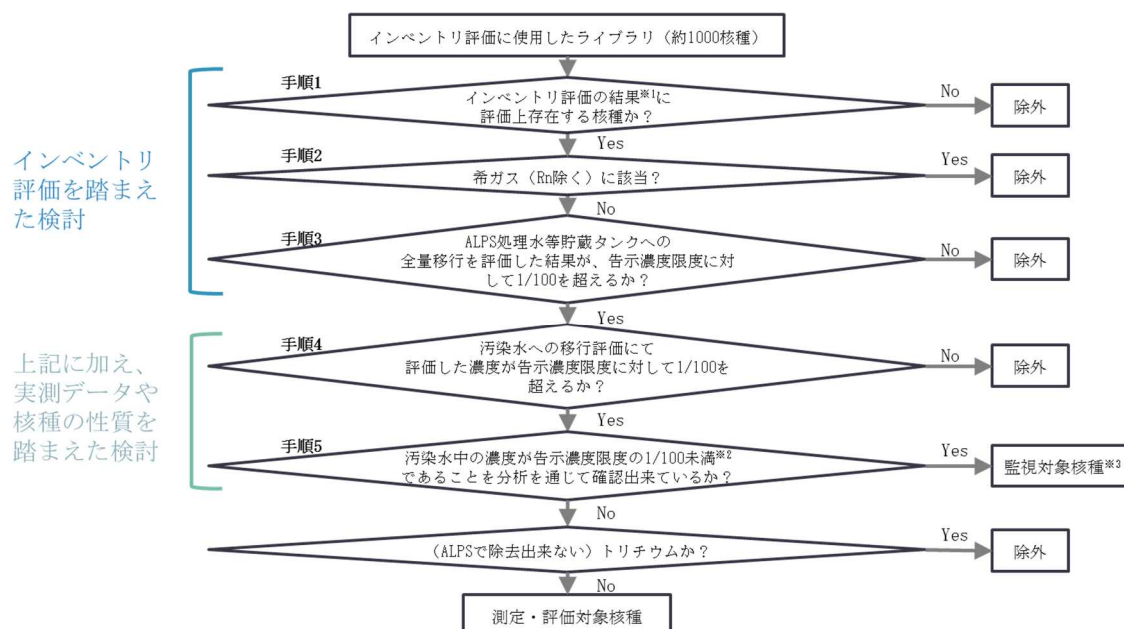 インベントリ評価に使用したライブラリ（約1000核種）
インベントリ
評価を踏まえ
た検討
手順1
インベントリ評価の結果※1に
評価上存在する核種か？
No
除外
Yes
手順2
希ガス（Rn除く）に該当？
Yes
除外
No
手順3
ALPS処理水等貯蔵タンクへの
全量移行を評価した結果が、告示濃度限度に対
して1/100を超えるか？
No
除外
Yes
上記に加え、
実測データや
核種の性質を
踏まえた検討
手順4
汚染水への移行評価にて
評価した濃度が告示濃度限度に対して1/100を
超えるか？
No
除外
Yes
手順5
汚染水中の濃度が告示濃度限度の1/100未満※2
であることを分析を通じて確認出来ているか？
Yes
監視対象核種※3
No
（ALPSで除去出来ない）トリチウムか？
Yes
除外
No
測定・評価対象核種